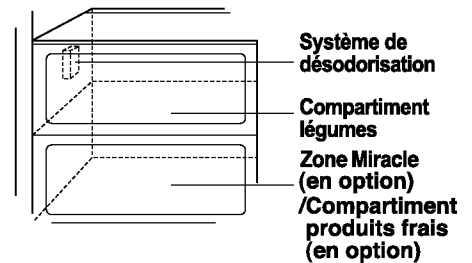 Système de
désodorisation
Compartiment
légumes
Zone Miracle
(en option)
/Compartiment
produits frais
(en option)